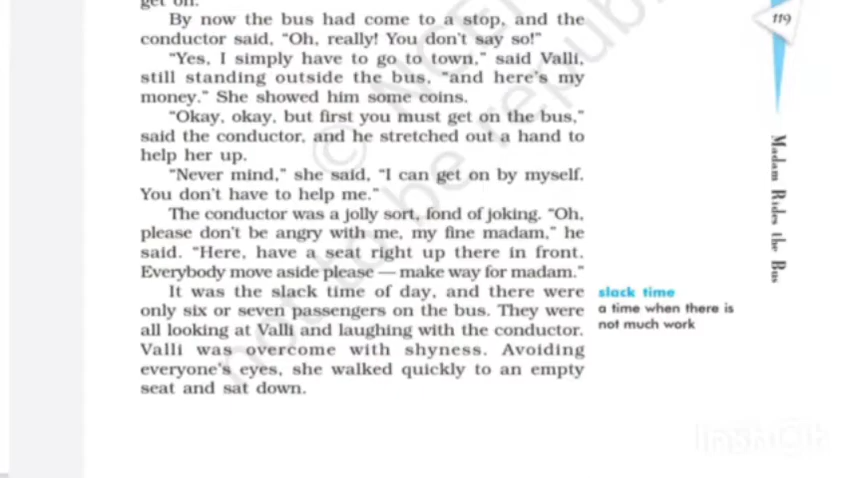 get on.
By now the bus had come to a stop, and the
conductor said, “Oh, really! You don’t say so!”
“Yes, I simply have to go to town,” said Valli,
still standing outside the bus, “and here’s my
money.” She showed him some coins.
“Okay, okay, but first you must get on the bus,”
said the conductor, and he stretched out a hand to
help her up.
“Never mind,” she said, “I can get on by myself.
You don’t have to help me.”
The conductor was a jolly sort, fond of joking. “Oh,
please don’t be angry with me, my fine madam,” he
said. “Here, have a seat right up there in front.
Everybody move aside please — make way for madam.”
It was the slack time of day, and there were
only six or seven passengers on the bus. They were
all looking at Valli and laughing with the conductor.
Valli was overcome with shyness. Avoiding
everyone’s eyes, she walked quickly to an empty
seat and sat down.
slack time
a time when there is
not much work
119
Madam Rides the Bus
not to be republ
© NCE